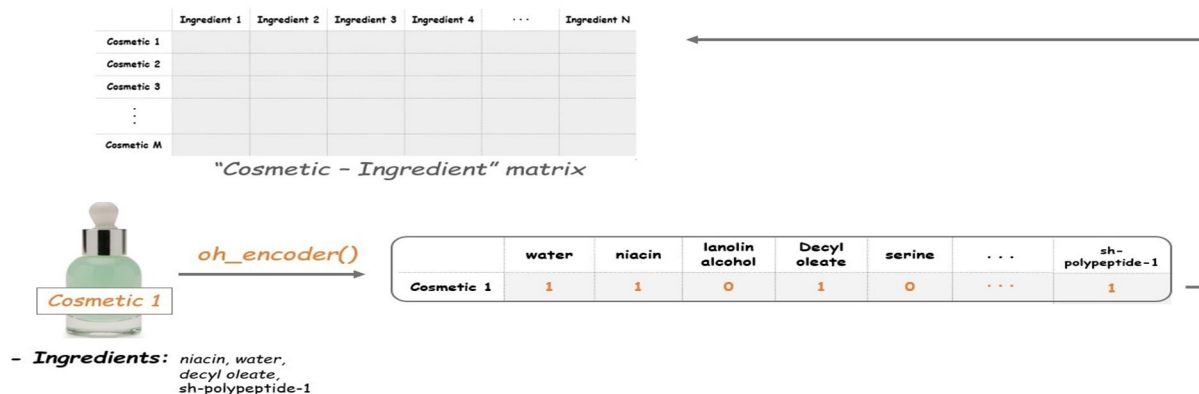 Ingredient 1 Ingredient 2 Ingredient 3 Ingredient 4 ··· Ingredient N
Cosmetic 1
Cosmetic 2
Cosmetic 3
⋮
Cosmetic M
"Cosmetic - Ingredient" matrix
oh_encoder()
water niacin lanolin alcohol Decyl oleate serine ··· sh-polypeptide-1
Cosmetic 1 1 1 0 1 0 ··· 1
Cosmetic 1
- Ingredients: niacin, water,
decyl oleate,
sh-polypeptide-1